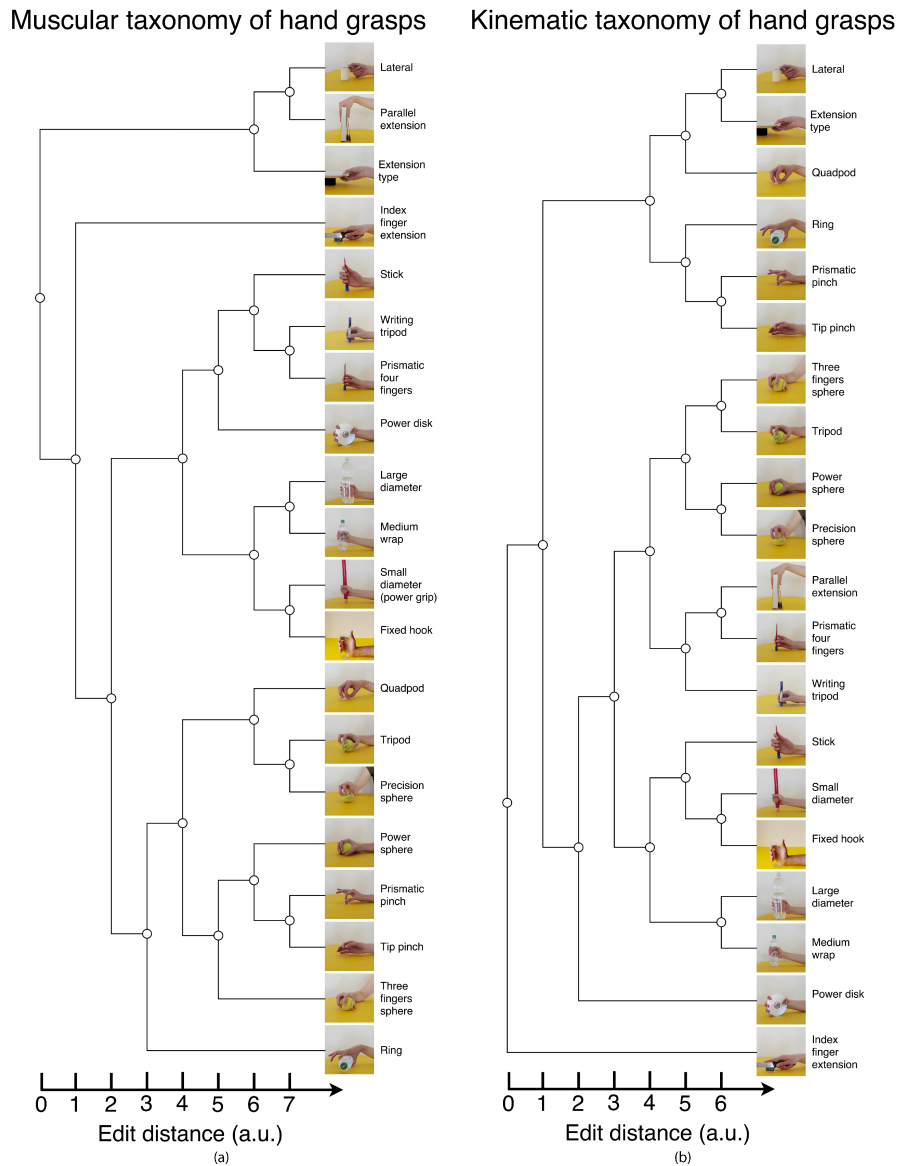 Muscular taxonomy of hand grasps
Lateral
Parallel
extension
Extension
type
Index
finger
extension
Stick
Writing
tripod
Prismatic
four
fingers
Power disk
Large
diameter
Medium
wrap
Small
diameter
(power grip)
Fixed hook
Quadpod
Tripod
Precision
sphere
Power
sphere
Prismatic
pinch
Tip pinch
Three
fingers
sphere
Ring
0 1 2 3 4 5 6 7
Edit distance (a.u.)
(a)
Kinematic taxonomy of hand grasps
Lateral
Extension
type
Quadpod
Ring
Prismatic
pinch
Tip pinch
Three
fingers
sphere
Tripod
Power
sphere
Precision
sphere
Parallel
extension
Prismatic
four
fingers
Writing
tripod
Stick
Small
diameter
Fixed hook
Large
diameter
Medium
wrap
Power disk
Index
finger
extension
0 1 2 3 4 5 6
Edit distance (a.u.)
(b)